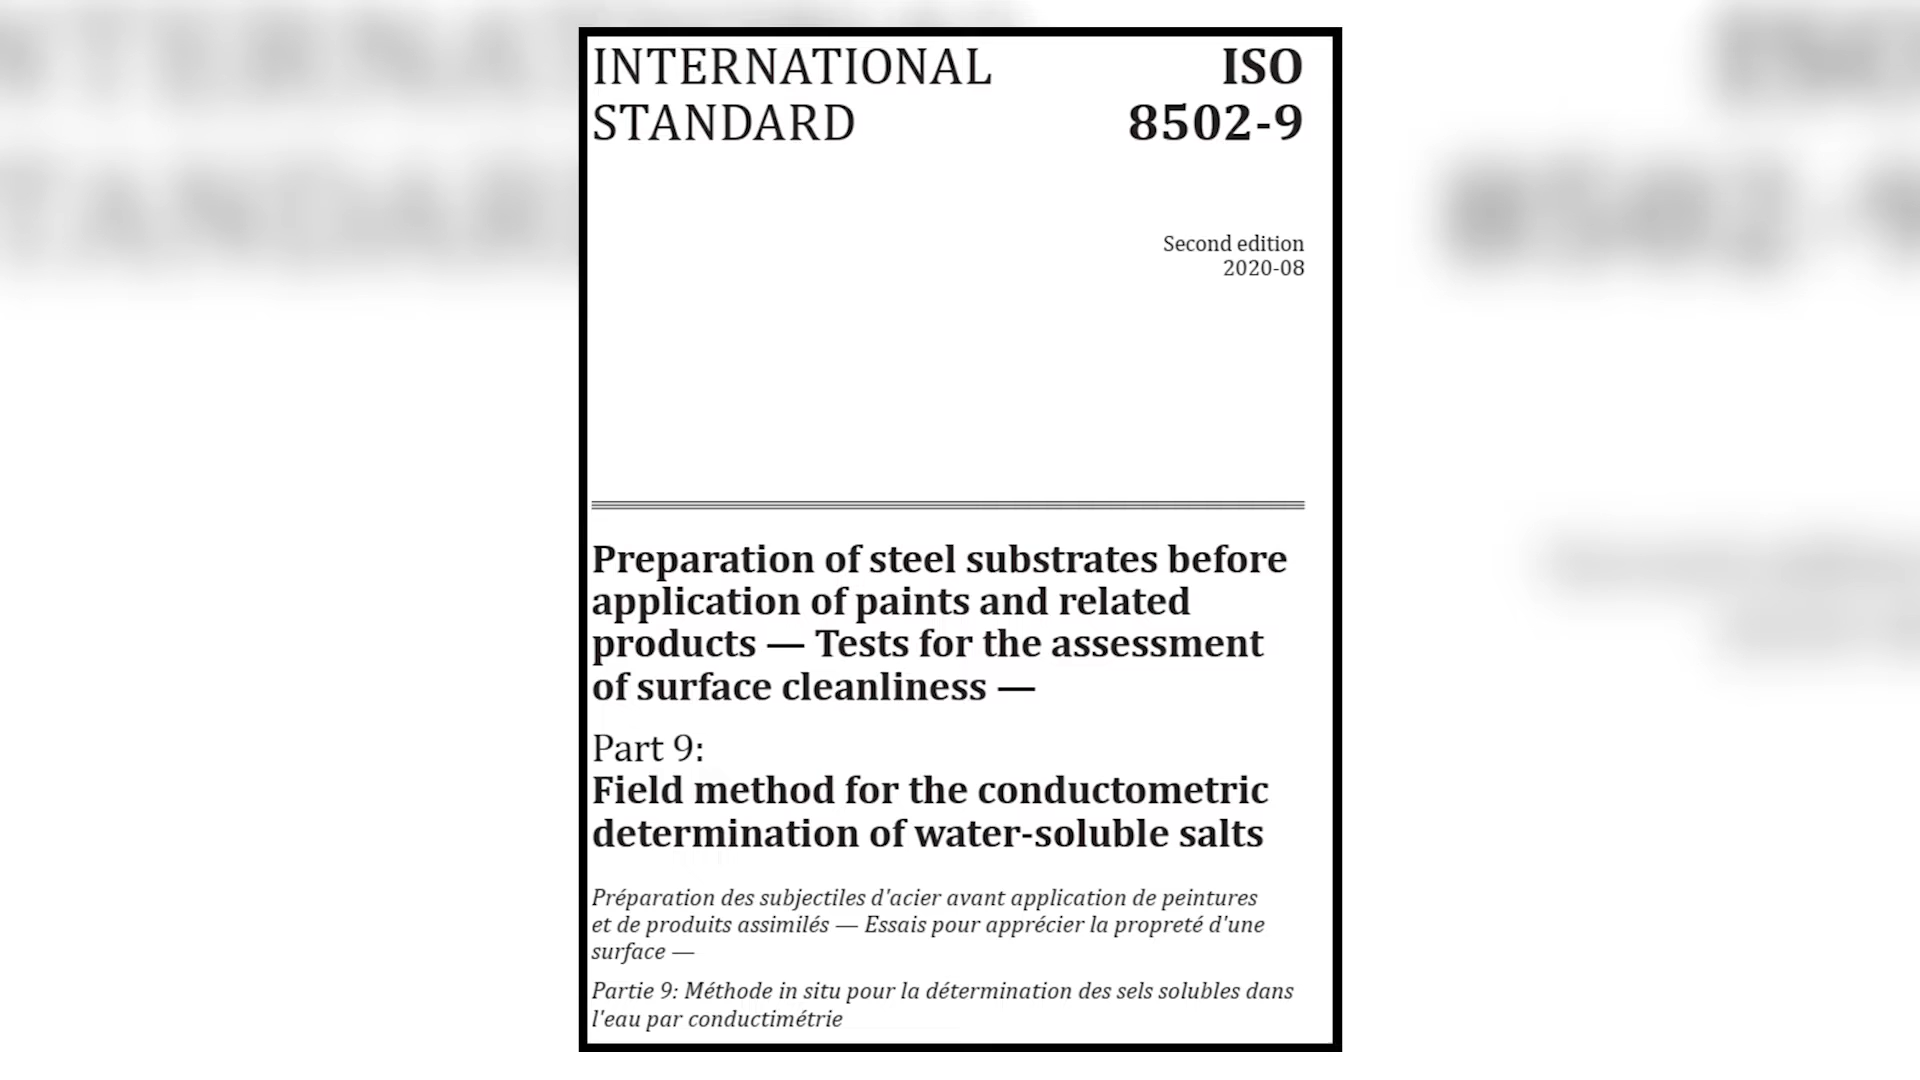 INTERNATIONAL STANDARD
ISO 8502-9
Second edition
2020-08
Preparation of steel substrates before
application of paints and related
products — Tests for the assessment
of surface cleanliness —
Part 9:
Field method for the conductometric
determination of water-soluble salts
Préparation des subjectiles d'acier avant application de peintures
et de produits assimilés — Essais pour apprécier la propreté d'une
surface —
Partie 9: Méthode in situ pour la détermination des sels solubles dans
l'eau par conductimétrie